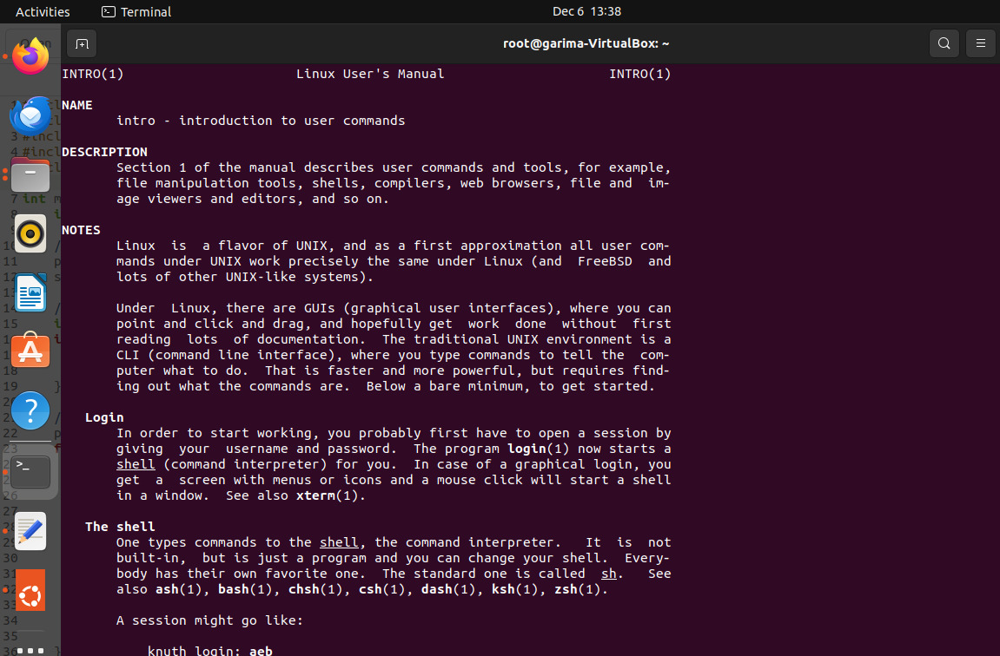 Activities Terminal Dec 6 13:38
root@garima-VirtualBox: ~
INTRO(1) Linux User's Manual INTRO(1)
NAME
intro - introduction to user commands
DESCRIPTION
Section 1 of the manual describes user commands and tools, for example,
file manipulation tools, shells, compilers, web browsers, file and im-
age viewers and editors, and so on.
NOTES
Linux is a flavor of UNIX, and as a first approximation all user com-
mands under UNIX work precisely the same under Linux (and FreeBSD and
lots of other UNIX-like systems).
Under Linux, there are GUIs (graphical user interfaces), where you can
point and click and drag, and hopefully get work done without first
reading lots of documentation. The traditional UNIX environment is a
CLI (command line interface), where you type commands to tell the com-
puter what to do. That is faster and more powerful, but requires find-
ing out what the commands are. Below a bare minimum, to get started.
Login
In order to start working, you probably first have to open a session by
giving your username and password. The program login(1) now starts a
shell (command interpreter) for you. In case of a graphical login, you
get a screen with menus or icons and a mouse click will start a shell
in a window. See also xterm(1).
The shell
One types commands to the shell, the command interpreter. It is not
built-in, but is just a program and you can change your shell. Every-
body has their own favorite one. The standard one is called sh. See
also ash(1), bash(1), chsh(1), csh(1), dash(1), ksh(1), zsh(1).
A session might go like:
knuth login: aeb